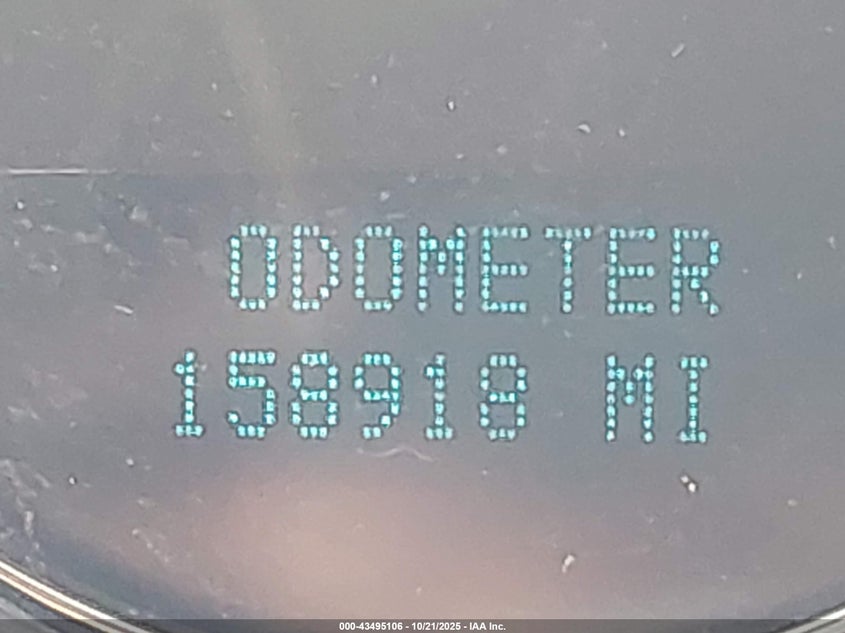 ODOMETER
158918 MI
000-43495106 - 10/21/2025 - IAA Inc.